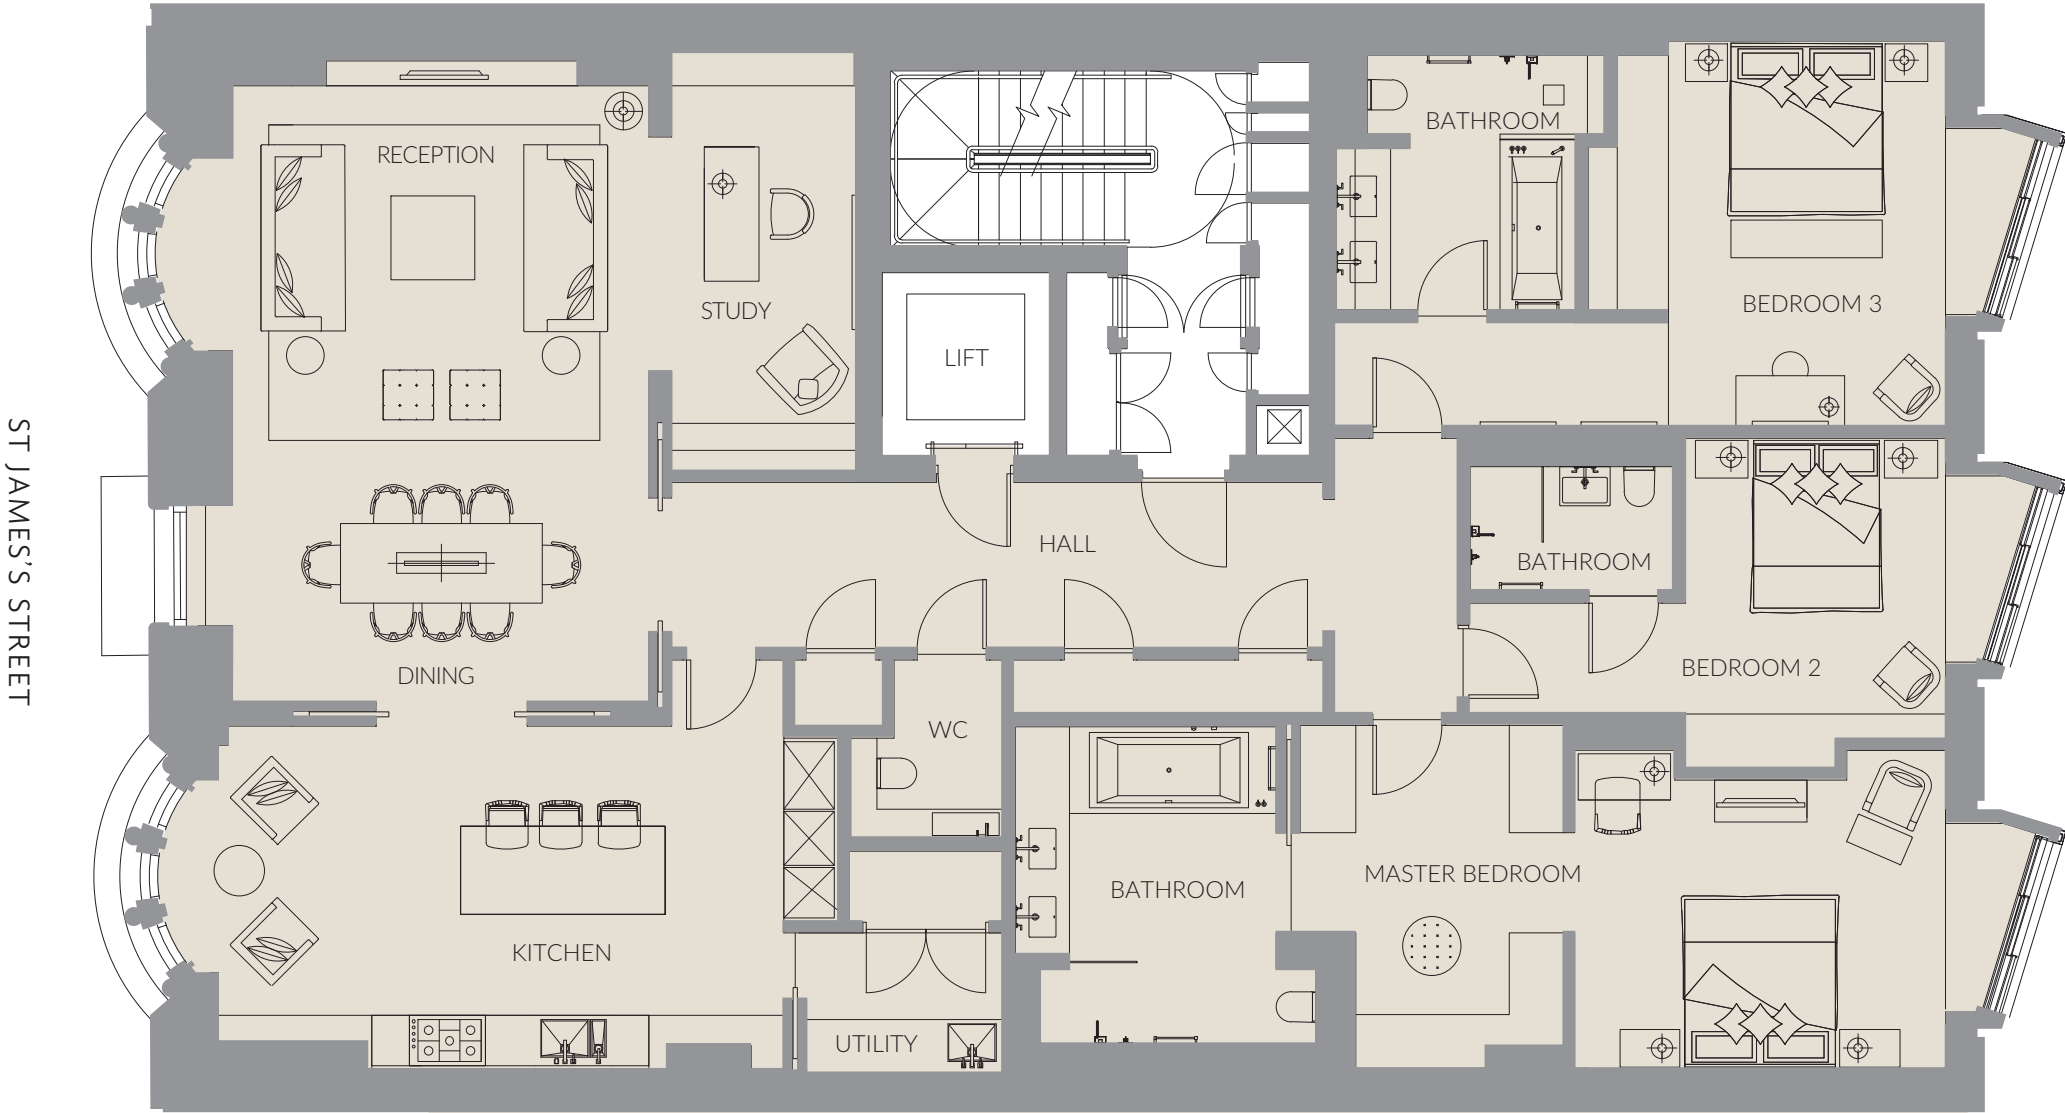 ST JAMES'S STREET
RECEPTION
BATHROOM
STUDY
BEDROOM 3
LIFT
HALL
BATHROOM
DINING
BEDROOM 2
WC
MASTER BEDROOM
BATHROOM
KITCHEN
UTILITY